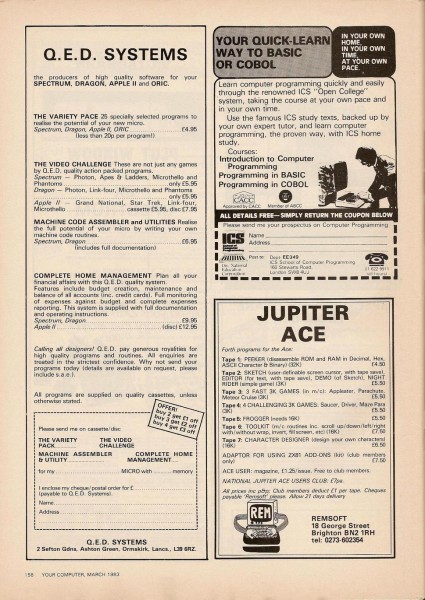 Q.E.D. SYSTEMS
the producers of high quality software for your
SPECTRUM, DRAGON, APPLE II and ORIC.
THE VARIETY PACK 25 specially selected programs to
realise the potential of your new micro.
Spectrum, Dragon, Apple II, ORIC £4.95
(less than 20p per program!)
THE VIDEO CHALLENGE These are not just any games
by Q.E.D. quality action packed programs.
Spectrum — Photon, Apes & Ladders, Microthello and
Phantoms only £5.95
Dragon — Photon, Link-four, Microthello and Phantoms
only £5.95
Apple II — Grand National, Star Trek, Link-four,
Microthello cassette £5.95, disc £7.95
MACHINE CODE ASSEMBLER and UTILITIES Realise
the full potential of your micro by writing your own
machine code routines.
Spectrum £6.95
(includes full documentation)
COMPLETE HOME MANAGEMENT Plan all your
financial affairs with this Q.E.D. quality system.
Features include budget creation, maintenance and
balance of all accounts (inc. credit cards). Full monitoring
of expenses against budget and complete expenses
reporting. This system is supplied with full documentation
and operating instructions.
Spectrum, Dragon £9.95
Apple II (disc) £12.95
Calling all designers! Q.E.D. pay generous royalties for
high quality programs and routines. All enquiries are
treated in the strictest confidence. Why not send your
programs today (details are available on request, please
include s.a.e.).
All programs are supplied on quality cassettes, unless
otherwise stated.
OFFER!
buy 2 get £1 off
buy 3 get £2 off
buy 4 get £3 off
Please send me on cassette/disc
THE VARIETY PACK THE VIDEO CHALLENGE
MACHINE ASSEMBLER & UTILITY COMPLETE HOME MANAGEMENT
for my MICRO with memory
I enclose my cheque/postal order for £
(payable to Q.E.D. Systems).
Name
Address
Q.E.D. SYSTEMS
2 Sefton Gdns, Ashton Green, Ormskirk, Lancs., L39 6RZ.
156 YOUR COMPUTER, MARCH 1983
YOUR QUICK-LEARN
WAY TO BASIC
OR COBOL
IN YOUR
HOME,
IN YOUR OWN
TIME,
AT YOUR OWN
PACE.
Learn computer programming quickly and easily
through the renowned ICS "Open College"
system, taking the course at your own pace and
in your own time.
Use the famous ICS study texts, backed up by
your own expert tutor, and learn computer
programming, the proven way, with ICS home
study.
Courses:
Introduction to Computer
Programming
Programming in BASIC
Programming in COBOL
CACC
Approved by CACC
Member of ABCC
ALL DETAILS FREE—SIMPLY RETURN THE COUPON BELOW
Please send me your prospectus on Computer Programming
ICS
Name
Address
Post to: Dept EE349
ICS School of Computer Programming
160 Stewarts Road
London SW8 4UJ
JUPITER
ACE
Forth programs for the Ace:
Tape 1: PEEKER (disassemble ROM and RAM in Decimal, Hex,
ASCII Character & Binary) (32K) £4.50
Tape 2: SKETCH (user definable screen cursor, with tape save),
EDITOR (for text, with tape save), DEMO (of Bensch), NIGHT
RIDER (simple game) (3K) £5.50
Tape 3: 3 FAST 3K GAMES (in m/c): Appleater, Parachute,
Meteor Cruise (3K) £5.50
Tape 4: 4 CHALLENGING 3K GAMES: Saucer, Driver, Maze Para
(3K) £5.50
Tape 5: FROGGER (needs 16K) £5.50
Tape 6: TOOLKIT (m/c routines inc. scroll up/down/left/right
with/without wrap, invert, fill screen, etc) (16K) £7.50
Tape 7: CHARACTER DESIGNER (design your own characters)
(16K) £6.50
ADAPTOR FOR USING ZX81 ADD-ONS (kit) (club members
only) £7.50
ACE USER: magazine, £1.25/issue. Free to club members.
NATIONAL JUPITER ACE USERS CLUB: £7pa.
All prices inc p&p. Club members deduct £1 per tape. Cheques
payable 'Remsoft' please. Allow 21 days delivery
REM
REMSOFT
18 George Street
Brighton BN2 1RH
tel: 0273-602354